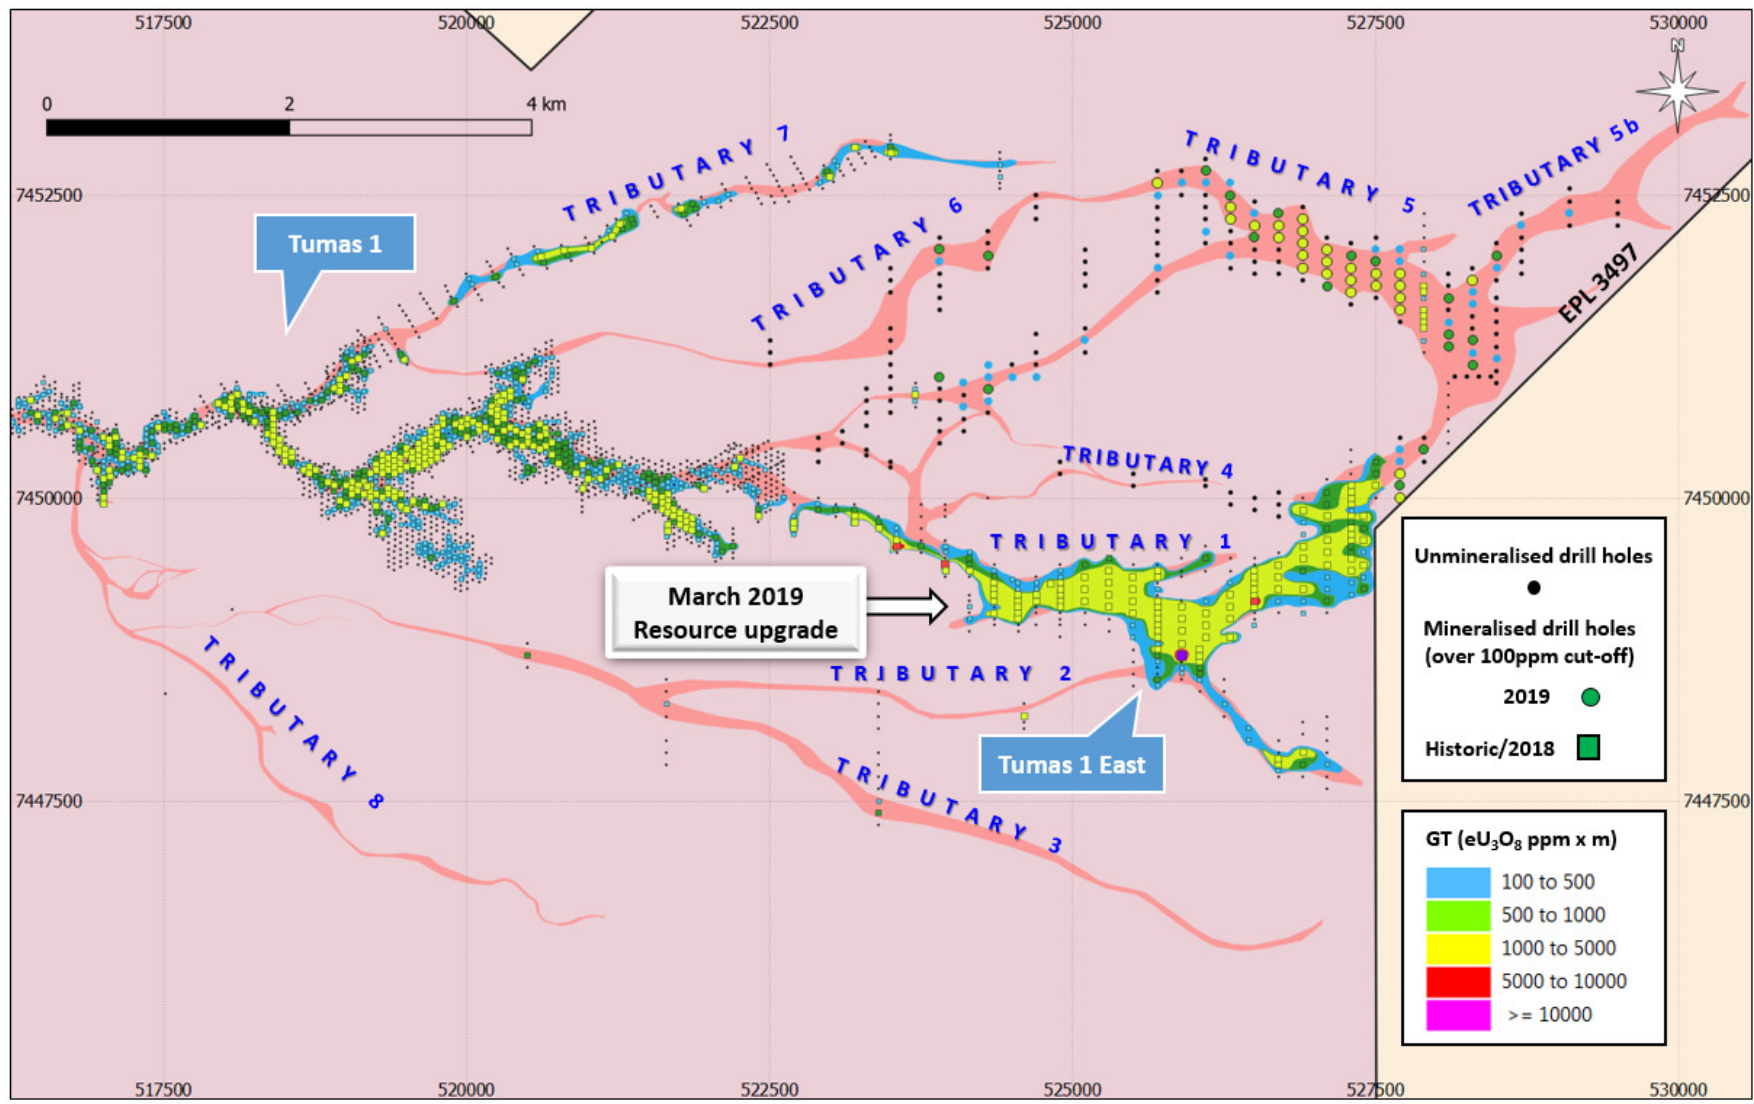 517500 520000 522500 525000 527500 530000
N
0 2 4 km
TRIBUTARY 7
TRIBUTARY 5
TRIBUTARY 5b
7452500 7452500
TRIBUTARY 6
Tumas 1
EPL 3497
TRIBUTARY 4
7450000
TRIBUTARY 1
March 2019
Resource upgrade
TRIBUTARY 2
TRIBUTARY 8
Tumas 1 East
TRIBUTARY 3
Unmineralised drill holes
Mineralised drill holes
(over 100ppm cut-off)
2019
Historic/2018
7447500 7447500
GT (eU₃O₈ ppm x m)
100 to 500
500 to 1000
1000 to 5000
5000 to 10000
>= 10000
517500 520000 522500 525000 527500 530000